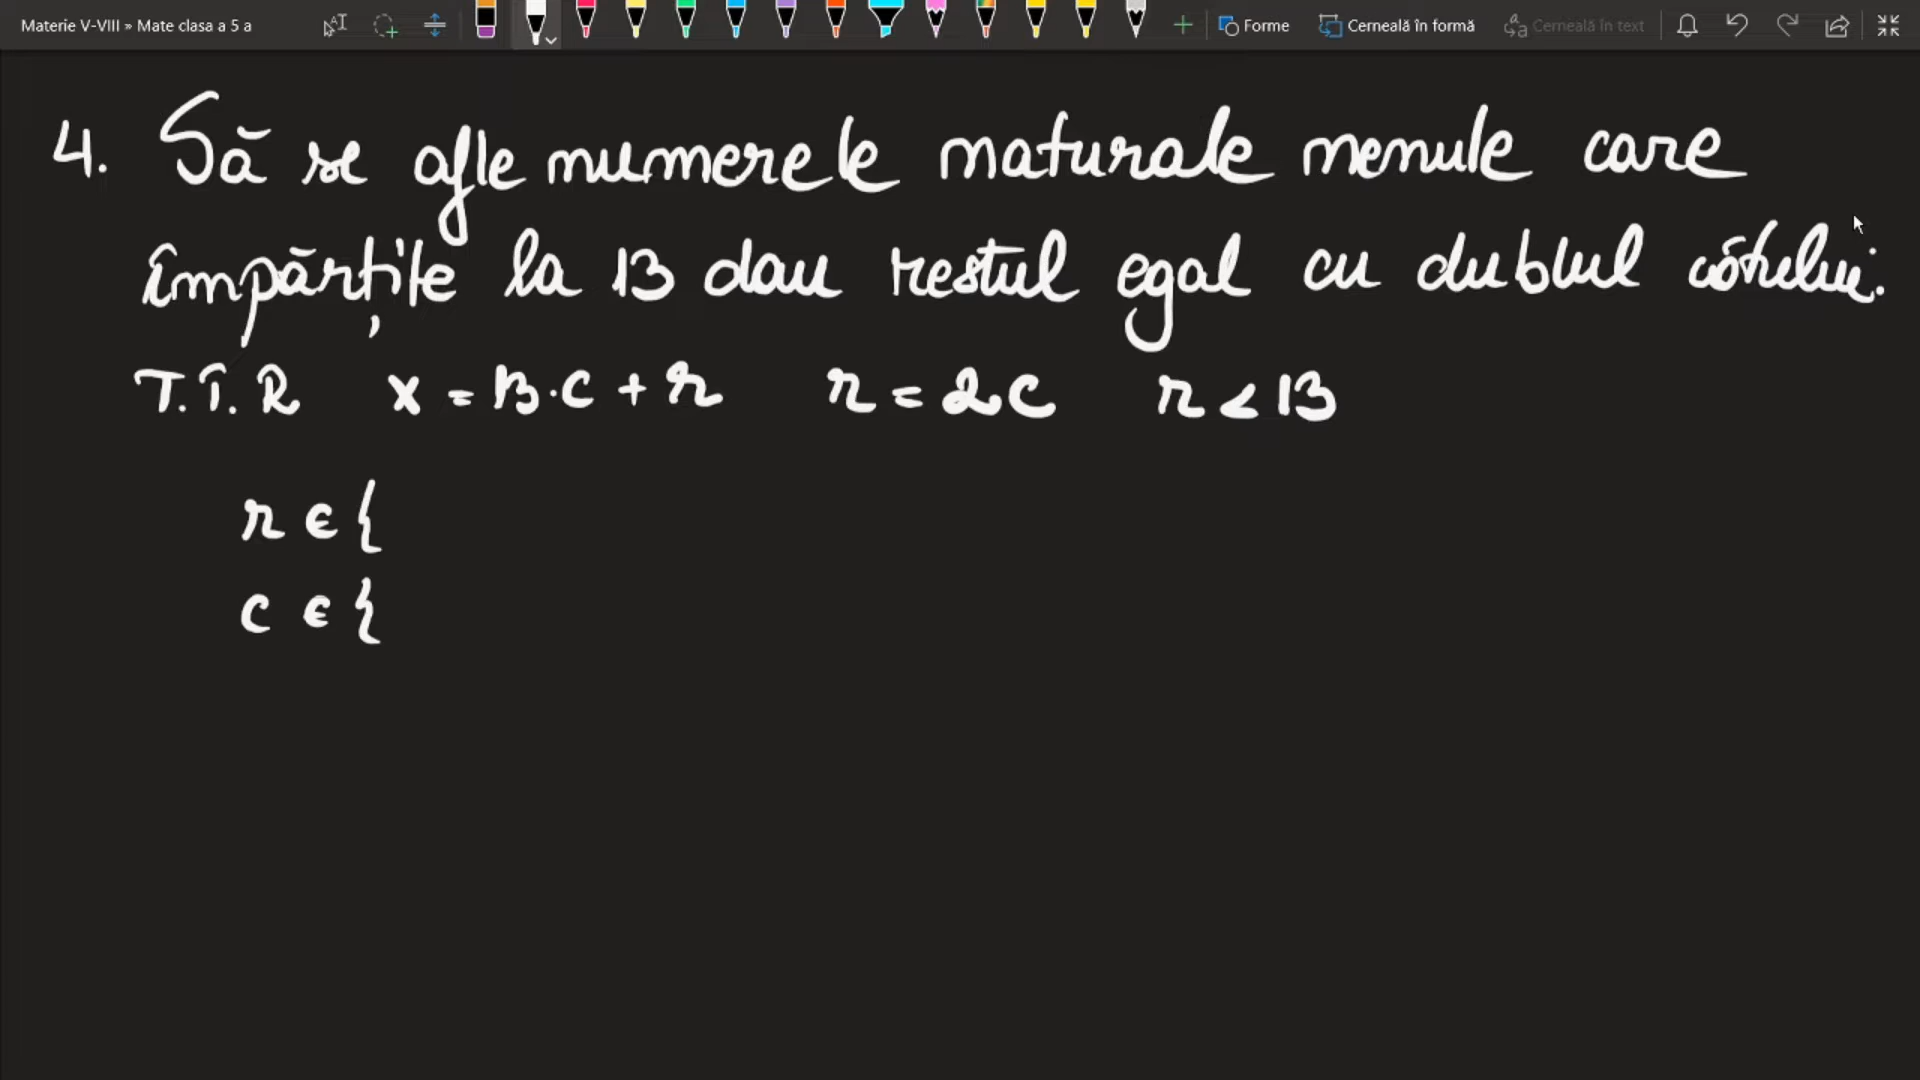 Materie V-VIII » Mate clasa a 5 a
Forme
Cerneală în formă
Cerneală în text
4. Să se afle numerele naturale nenule care
împărțite la 13 dau restul egal cu dublul câtului.
T.Î.R x = 13·c + r r = 2c r < 13
r ∈ {
c ∈ {